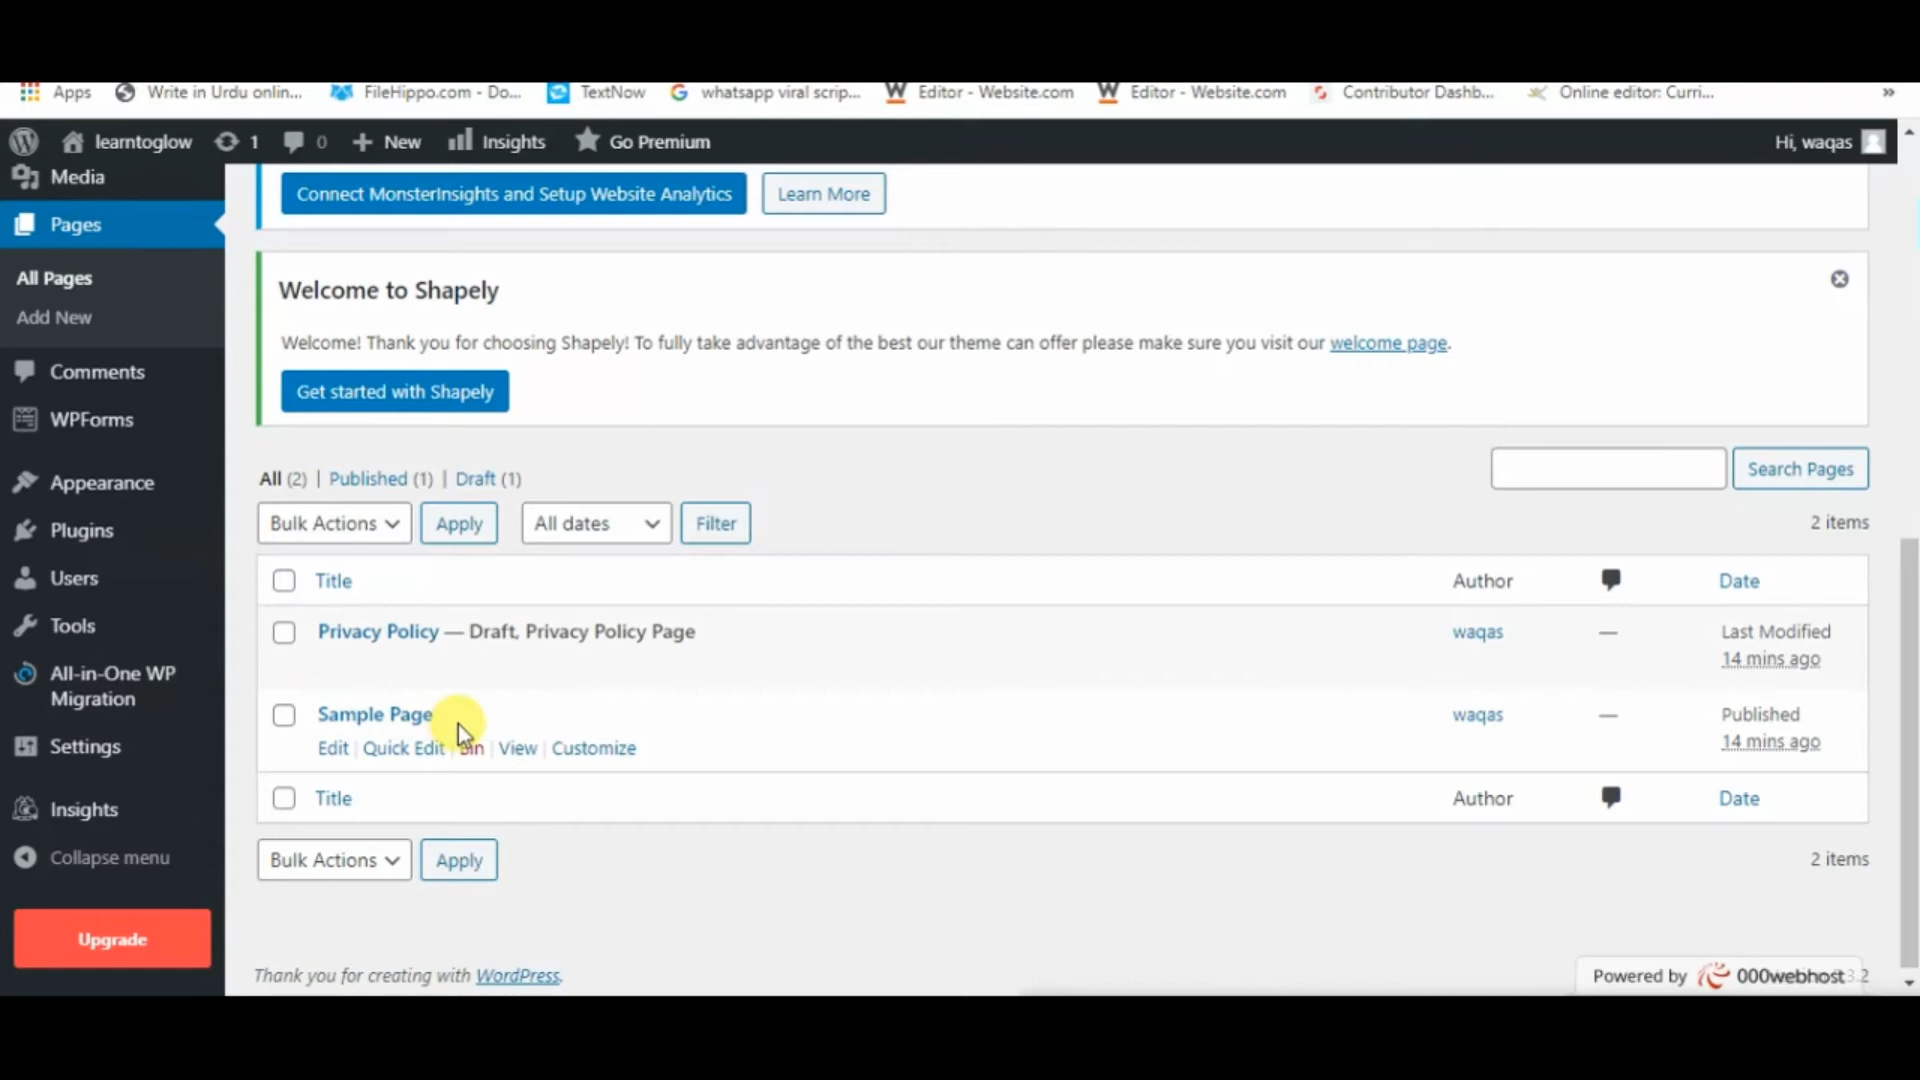 Apps Write in Urdu onlin... FileHippo.com - Do... TextNow whatsapp viral scrip... Editor - Website.com Editor - Website.com Contributor Dashb... Online editor: Curri... »
learntoglow 1 0 New Insights Go Premium Hi, waqas
Media
Pages
All Pages
Add New
Comments
WPForms
Appearance
Plugins
Users
Tools
All-in-One WP
Migration
Settings
Insights
Collapse menu
Upgrade
Connect MonsterInsights and Setup Website Analytics Learn More
Welcome to Shapely
Welcome! Thank you for choosing Shapely! To fully take advantage of the best our theme can offer please make sure you visit our welcome page.
Get started with Shapely
All (2) | Published (1) | Draft (1) Search Pages
Bulk Actions Apply All dates Filter 2 items
Title Author Date
Privacy Policy — Draft, Privacy Policy Page waqas — Last Modified
14 mins ago
Sample Page waqas — Published
Edit | Quick Edit | Bin | View | Customize 14 mins ago
Title Author Date
Bulk Actions Apply 2 items
Thank you for creating with WordPress. Powered by 000webhost 3.2